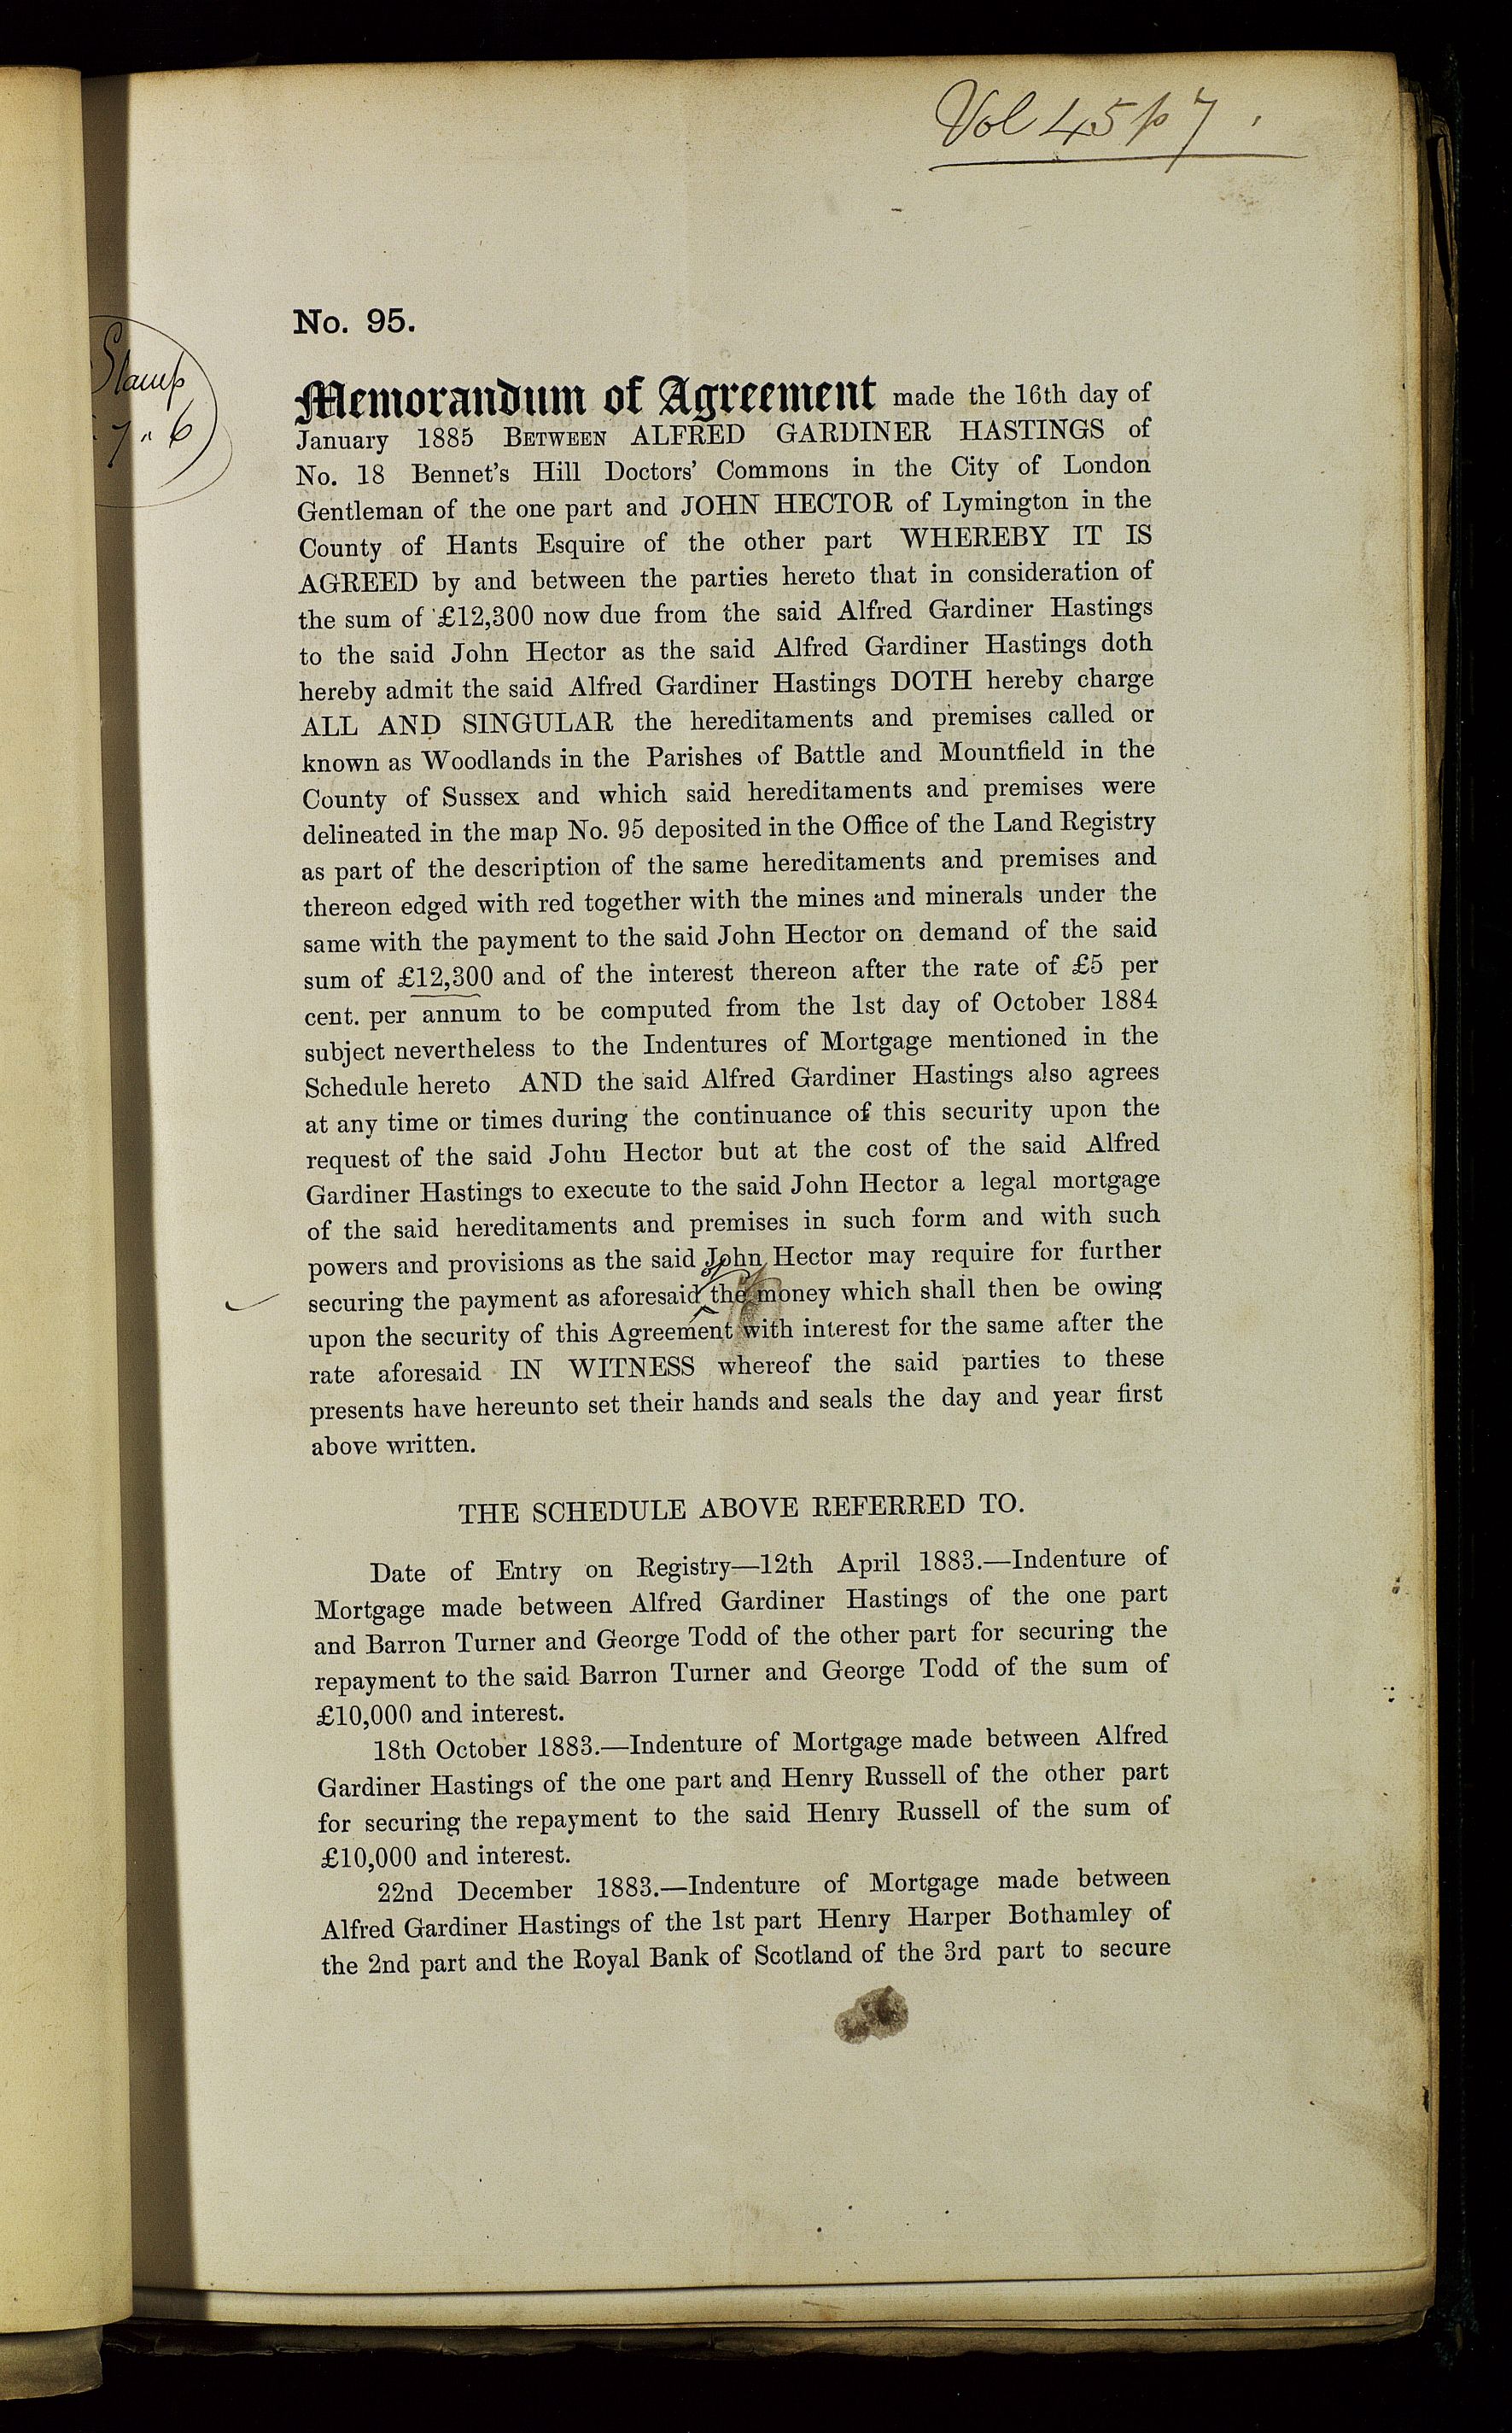 Vol 45 p 7.
No. 95.
Stamp
7 " 6
Memorandum of Agreement made the 16th day of
January 1885 BETWEEN ALFRED GARDINER HASTINGS of
No. 18 Bennet's Hill Doctors' Commons in the City of London
Gentleman of the one part and JOHN HECTOR of Lymington in the
County of Hants Esquire of the other part WHEREBY IT IS
AGREED by and between the parties hereto that in consideration of
the sum of £12,300 now due from the said Alfred Gardiner Hastings
to the said John Hector as the said Alfred Gardiner Hastings doth
hereby admit the said Alfred Gardiner Hastings DOTH hereby charge
ALL AND SINGULAR the hereditaments and premises called or
known as Woodlands in the Parishes of Battle and Mountfield in the
County of Sussex and which said hereditaments and premises were
delineated in the map No. 95 deposited in the Office of the Land Registry
as part of the description of the same hereditaments and premises and
thereon edged with red together with the mines and minerals under the
same with the payment to the said John Hector on demand of the said
sum of £12,300 and of the interest thereon after the rate of £5 per
cent. per annum to be computed from the 1st day of October 1884
subject nevertheless to the Indentures of Mortgage mentioned in the
Schedule hereto AND the said Alfred Gardiner Hastings also agrees
at any time or times during the continuance of this security upon the
request of the said John Hector but at the cost of the said Alfred
Gardiner Hastings to execute to the said John Hector a legal mortgage
of the said hereditaments and premises in such form and with such
powers and provisions as the said John Hector may require for further
of
securing the payment as aforesaid the money which shall then be owing
upon the security of this Agreement with interest for the same after the
rate aforesaid IN WITNESS whereof the said parties to these
presents have hereunto set their hands and seals the day and year first
above written.
THE SCHEDULE ABOVE REFERRED TO.
Date of Entry on Registry—12th April 1883.—Indenture of
Mortgage made between Alfred Gardiner Hastings of the one part
and Barron Turner and George Todd of the other part for securing the
repayment to the said Barron Turner and George Todd of the sum of
£10,000 and interest.
18th October 1883.—Indenture of Mortgage made between Alfred
Gardiner Hastings of the one part and Henry Russell of the other part
for securing the repayment to the said Henry Russell of the sum of
£10,000 and interest.
22nd December 1883.—Indenture of Mortgage made between
Alfred Gardiner Hastings of the 1st part Henry Harper Bothamley of
the 2nd part and the Royal Bank of Scotland of the 3rd part to secure